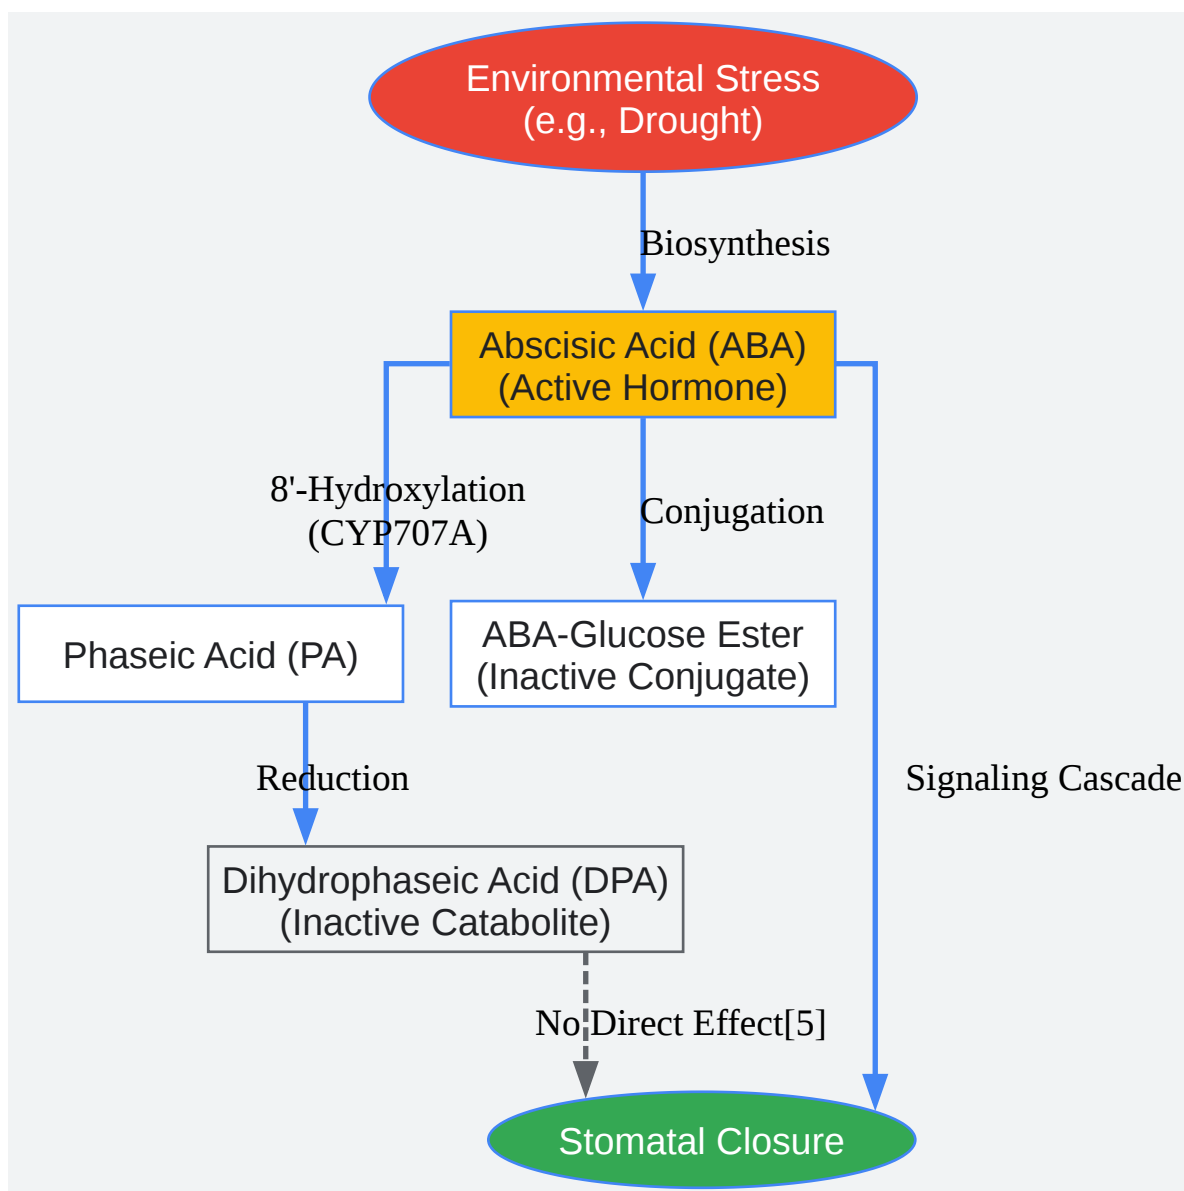 Environmental Stress
(e.g., Drought)
Biosynthesis
Abscisic Acid (ABA)
(Active Hormone)
8'-Hydroxylation
(CYP707A)
Conjugation
Phaseic Acid (PA)
ABA-Glucose Ester
(Inactive Conjugate)
Reduction
Signaling Cascade
Dihydrophaseic Acid (DPA)
(Inactive Catabolite)
No Direct Effect[5]
Stomatal Closure